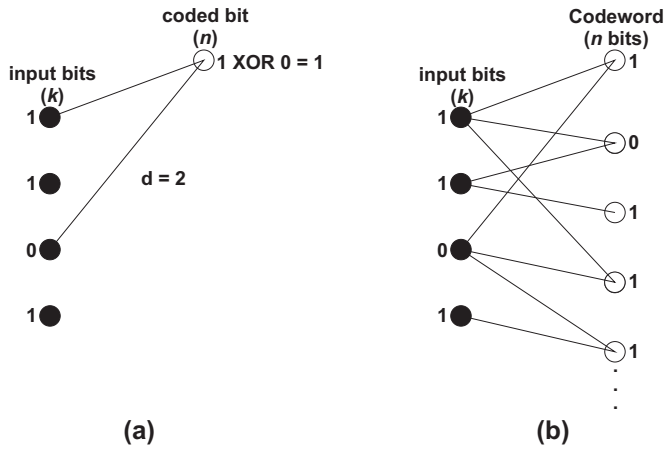 coded bit
(n)
1 XOR 0 = 1
input bits
(k)
1
1
d = 2
0
1
(a)
Codeword
(n bits)
1
input bits
(k)
1
0
1
1
0
1
1
1
.
.
.
(b)